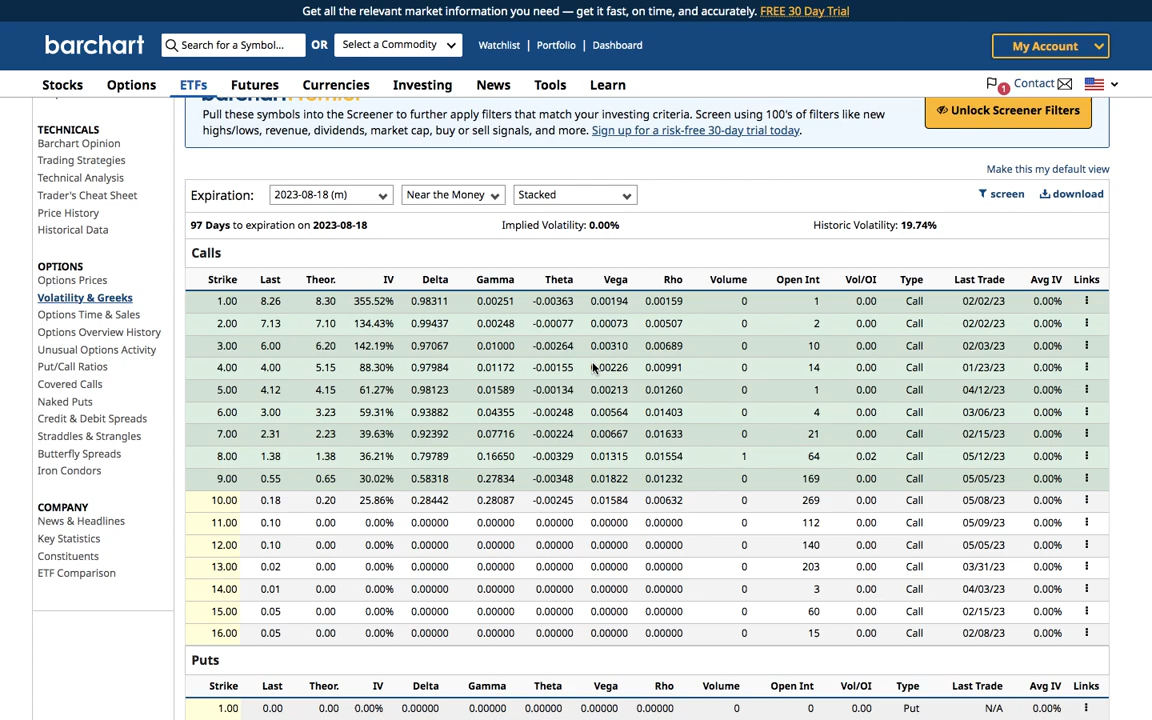 Get all the relevant market information you need — get it fast, on time, and accurately. FREE 30 Day Trial
barchart Search for a Symbol... OR Select a Commodity Watchlist | Portfolio | Dashboard My Account
Stocks Options ETFs Futures Currencies Investing News Tools Learn 1 Contact
Pull these symbols into the Screener to further apply filters that match your investing criteria. Screen using 100's of filters like new
highs/lows, revenue, dividends, market cap, buy or sell signals, and more. Sign up for a risk-free 30-day trial today.
Unlock Screener Filters
TECHNICALS
Barchart Opinion
Trading Strategies
Technical Analysis
Trader's Cheat Sheet
Price History
Historical Data
OPTIONS
Options Prices
Volatility & Greeks
Options Time & Sales
Options Overview History
Unusual Options Activity
Put/Call Ratios
Covered Calls
Naked Puts
Credit & Debit Spreads
Straddles & Strangles
Butterfly Spreads
Iron Condors
COMPANY
News & Headlines
Key Statistics
Constituents
ETF Comparison
Make this my default view
Expiration: 2023-08-18 (m) Near the Money Stacked screen download
97 Days to expiration on 2023-08-18 Implied Volatility: 0.00% Historic Volatility: 19.74%
Calls
Strike Last Theor. IV Delta Gamma Theta Vega Rho Volume Open Int Vol/OI Type Last Trade Avg IV Links
1.00 8.26 8.30 355.52% 0.98311 0.00251 -0.00363 0.00194 0.00159 0 1 0.00 Call 02/02/23 0.00%
2.00 7.13 7.10 134.43% 0.99437 0.00248 -0.00077 0.00073 0.00507 0 2 0.00 Call 02/02/23 0.00%
3.00 6.00 6.20 142.19% 0.97067 0.01000 -0.00264 0.00310 0.00689 0 10 0.00 Call 02/03/23 0.00%
4.00 4.00 5.15 88.30% 0.97984 0.01172 -0.00155 0.00226 0.00991 0 14 0.00 Call 01/23/23 0.00%
5.00 4.12 4.15 61.27% 0.98123 0.01589 -0.00134 0.00213 0.01260 0 1 0.00 Call 04/12/23 0.00%
6.00 3.00 3.23 59.31% 0.93882 0.04355 -0.00248 0.00564 0.01403 0 4 0.00 Call 03/06/23 0.00%
7.00 2.31 2.23 39.63% 0.92392 0.07716 -0.00224 0.00667 0.01633 0 21 0.00 Call 02/15/23 0.00%
8.00 1.38 1.38 36.21% 0.79789 0.16650 -0.00329 0.01315 0.01554 1 64 0.02 Call 05/12/23 0.00%
9.00 0.55 0.65 30.02% 0.58318 0.27834 -0.00348 0.01822 0.01232 0 169 0.00 Call 05/05/23 0.00%
10.00 0.18 0.20 25.86% 0.28442 0.28087 -0.00245 0.01584 0.00632 0 269 0.00 Call 05/08/23 0.00%
11.00 0.10 0.00 0.00% 0.00000 0.00000 0.00000 0.00000 0.00000 0 112 0.00 Call 05/09/23 0.00%
12.00 0.10 0.00 0.00% 0.00000 0.00000 0.00000 0.00000 0.00000 0 140 0.00 Call 05/05/23 0.00%
13.00 0.02 0.00 0.00% 0.00000 0.00000 0.00000 0.00000 0.00000 0 203 0.00 Call 03/31/23 0.00%
14.00 0.01 0.00 0.00% 0.00000 0.00000 0.00000 0.00000 0.00000 0 3 0.00 Call 04/03/23 0.00%
15.00 0.05 0.00 0.00% 0.00000 0.00000 0.00000 0.00000 0.00000 0 60 0.00 Call 02/15/23 0.00%
16.00 0.05 0.00 0.00% 0.00000 0.00000 0.00000 0.00000 0.00000 0 15 0.00 Call 02/08/23 0.00%
Puts
Strike Last Theor. IV Delta Gamma Theta Vega Rho Volume Open Int Vol/OI Type Last Trade Avg IV Links
1.00 0.00 0.00 0.00% 0.00000 0.00000 0.00000 0.00000 0.00000 0 0 0.00 Put N/A 0.00%